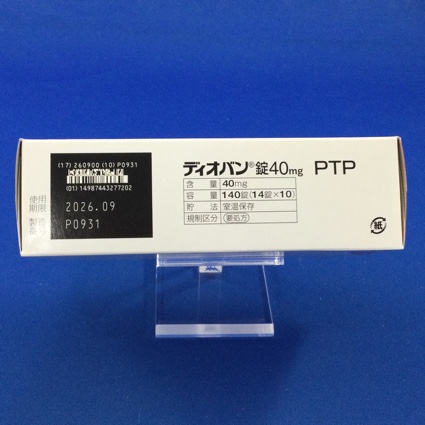 (17) 260900 (10) P0931
(01) 14987443277202
使用
期限
2026.09
製造
番号
P0931
ディオバン®錠40mg PTP
含 量 40mg
容 量 140錠(14錠×10)
貯 法 室温保存
規制区分 (要処方)
紙